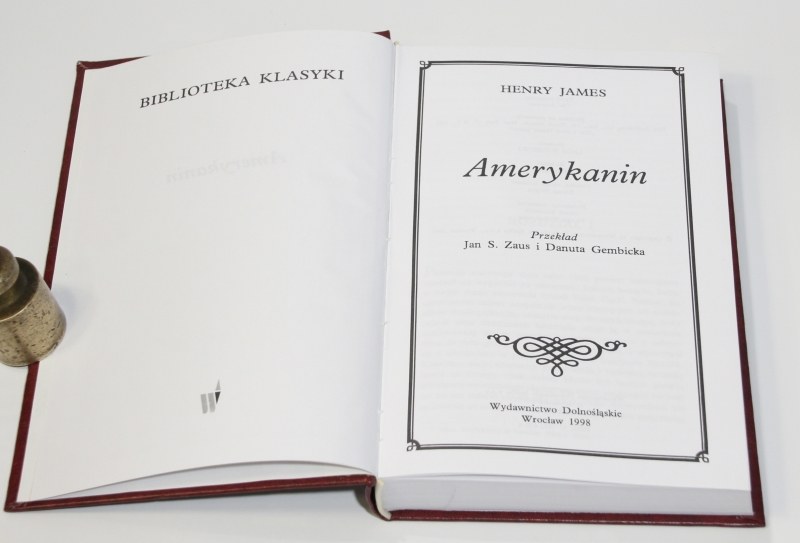 BIBLIOTEKA KLASYKI
HENRY JAMES
Amerykanin
Przekład
Jan S. Zaus i Danuta Gembicka
Wydawnictwo Dolnośląskie
Wrocław 1998